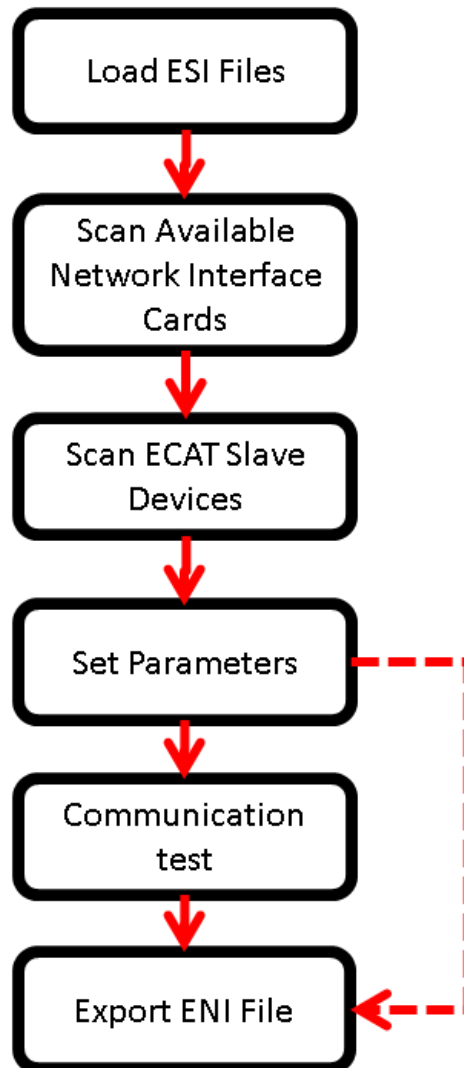 Load ESI Files
Scan Available
Network Interface
Cards
Scan ECAT Slave
Devices
Set Parameters
Communication
test
Export ENI File